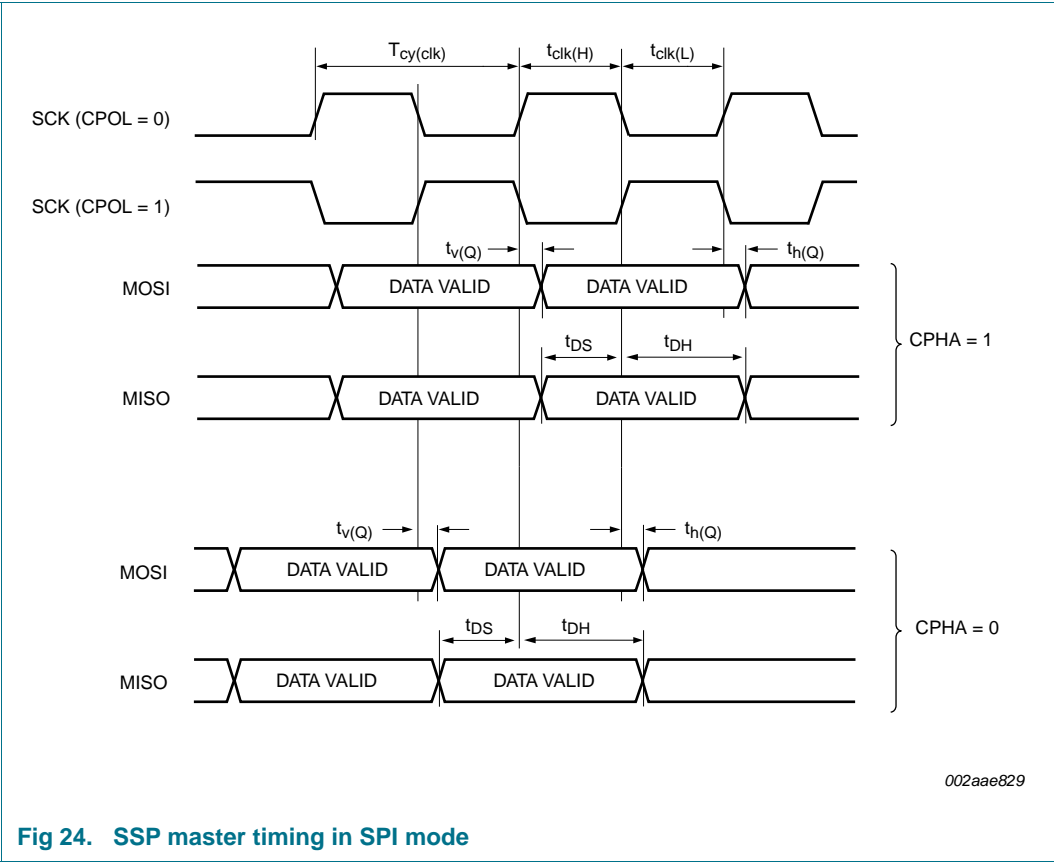 Tcy(clk) tclk(H) tclk(L)
SCK (CPOL = 0)
SCK (CPOL = 1)
tv(Q) th(Q)
MOSI DATA VALID DATA VALID
CPHA = 1
tDS tDH
MISO DATA VALID DATA VALID
tv(Q) th(Q)
MOSI DATA VALID DATA VALID
CPHA = 0
tDS tDH
MISO DATA VALID DATA VALID
002aae829
Fig 24. SSP master timing in SPI mode